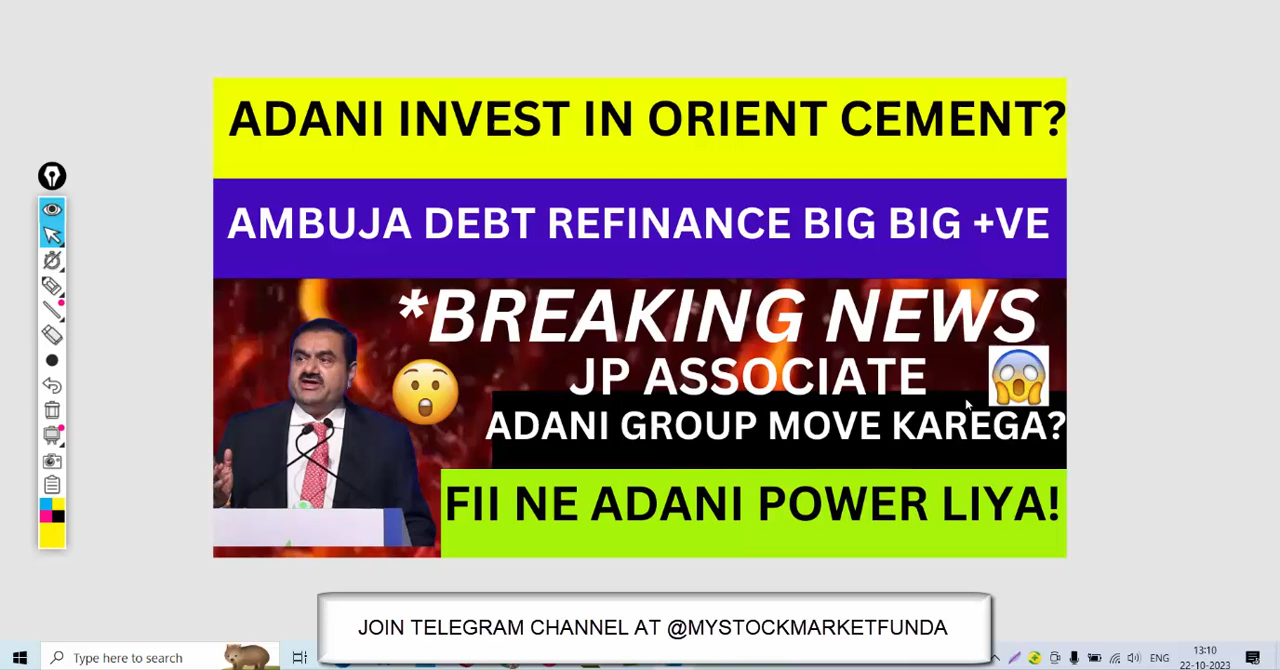 ADANI INVEST IN ORIENT CEMENT?
AMBUJA DEBT REFINANCE BIG BIG +VE
*BREAKING NEWS
JP ASSOCIATE
ADANI GROUP MOVE KAREGA?
FII NE ADANI POWER LIYA!
JOIN TELEGRAM CHANNEL AT @MYSTOCKMARKETFUNDA
Type here to search
ENG
13:10
22-10-2023